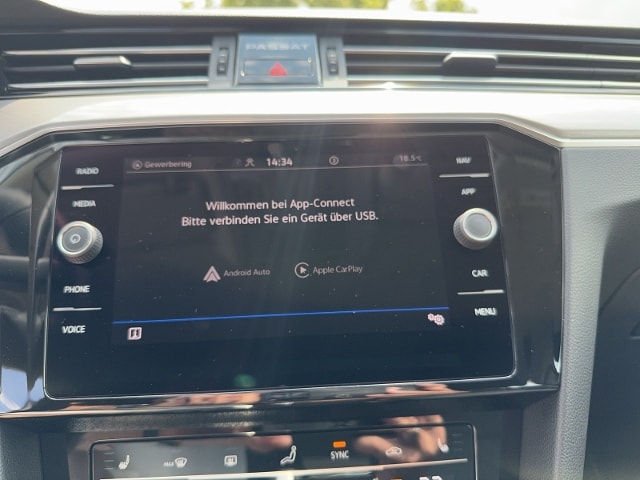 PASSAT
RADIO
MEDIA
PHONE
VOICE
Gewerbering
14:34
18.5°C
Willkommen bei App-Connect
Bitte verbinden Sie ein Gerät über USB.
Android Auto
Apple CarPlay
NAV
APP
CAR
MENU
MAX
SYNC